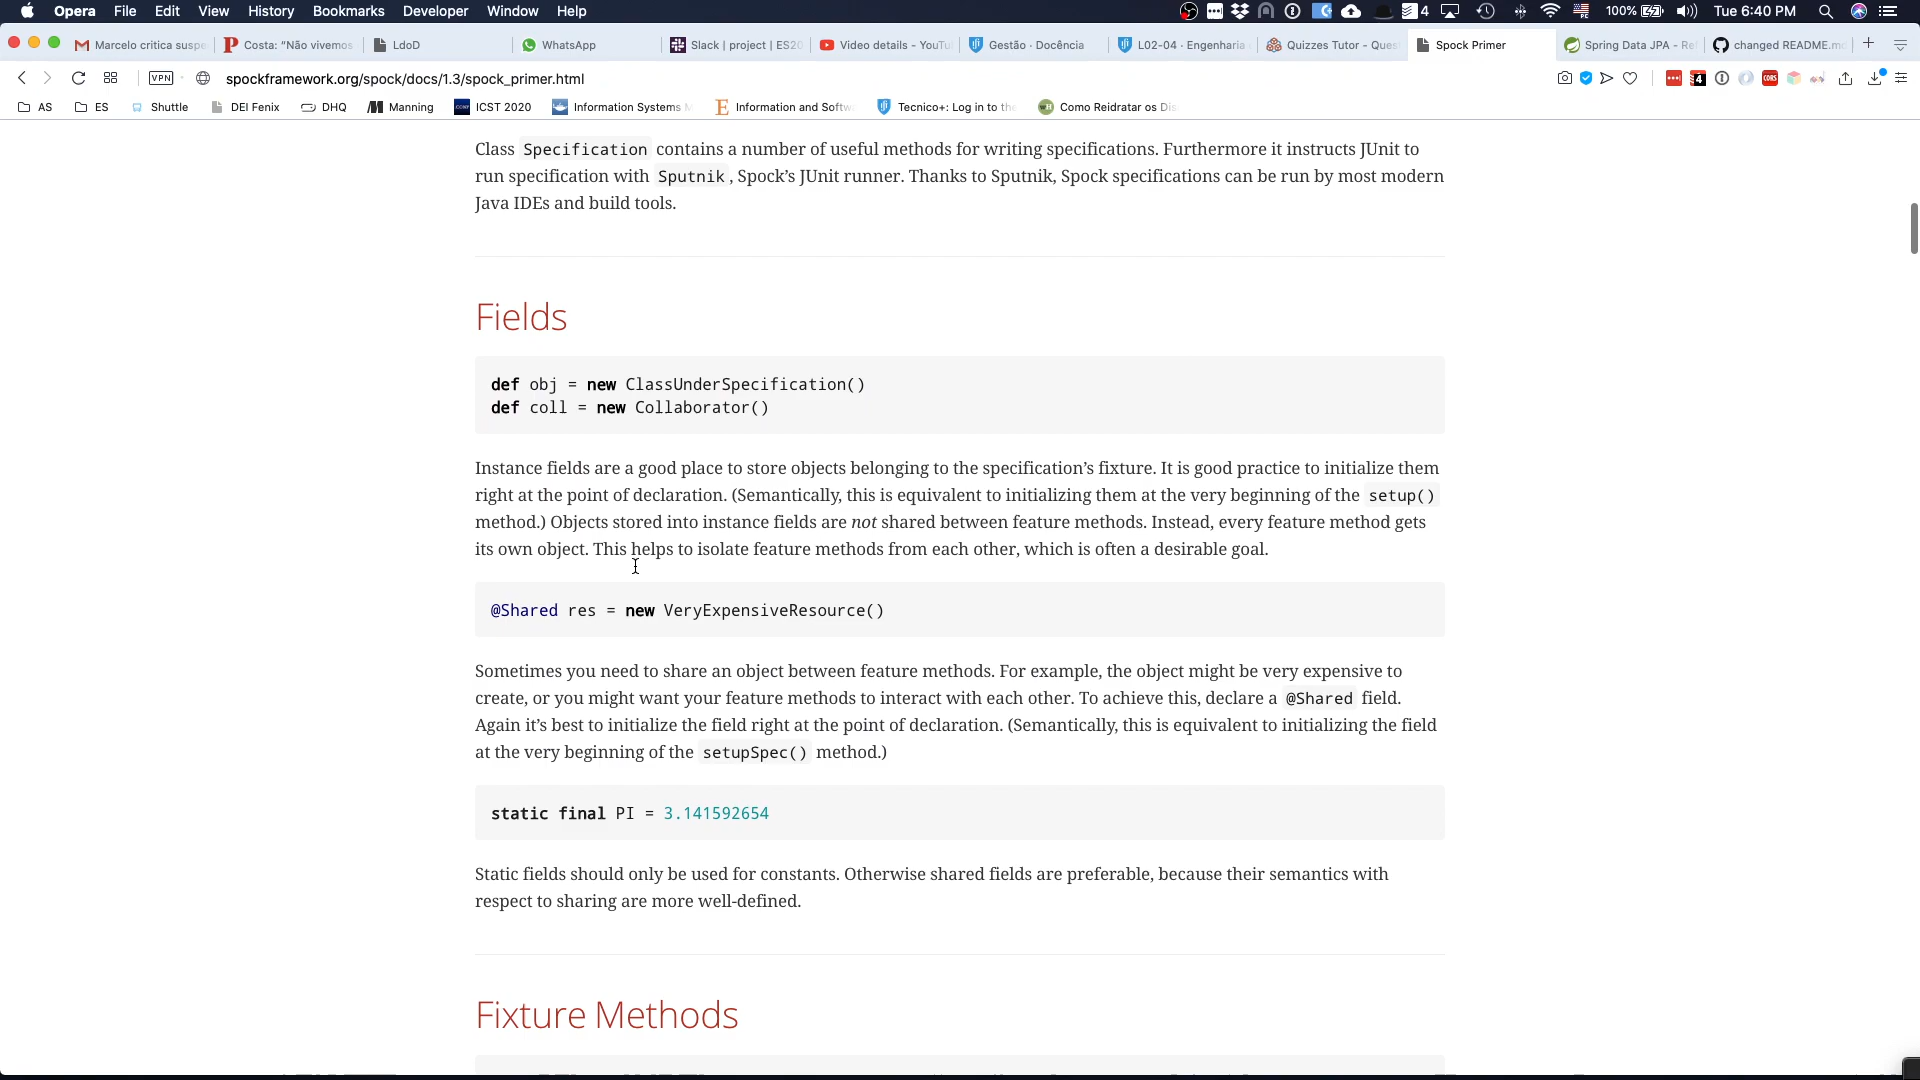 Opera File Edit View History Bookmarks Developer Window Help 4 100% Tue 6:40 PM
Marcelo critica suspe Costa: “Não vivemos LdoD WhatsApp Slack | project | ES20 Video details - YouTu Gestão · Docência L02-04 · Engenharia Quizzes Tutor - Ques Spock Primer Spring Data JPA - Re changed README.md
VPN spockframework.org/spock/docs/1.3/spock_primer.html
AS ES Shuttle DEI Fenix DHQ Manning ICST 2020 Information Systems Information and Softw Tecnico+: Log in to the Como Reidratar os Dis
Class Specification contains a number of useful methods for writing specifications. Furthermore it instructs JUnit to
run specification with Sputnik, Spock’s JUnit runner. Thanks to Sputnik, Spock specifications can be run by most modern
Java IDEs and build tools.
Fields
def obj = new ClassUnderSpecification()
def coll = new Collaborator()
Instance fields are a good place to store objects belonging to the specification’s fixture. It is good practice to initialize them
right at the point of declaration. (Semantically, this is equivalent to initializing them at the very beginning of the setup()
method.) Objects stored into instance fields are not shared between feature methods. Instead, every feature method gets
its own object. This helps to isolate feature methods from each other, which is often a desirable goal.
@Shared res = new VeryExpensiveResource()
Sometimes you need to share an object between feature methods. For example, the object might be very expensive to
create, or you might want your feature methods to interact with each other. To achieve this, declare a @Shared field.
Again it’s best to initialize the field right at the point of declaration. (Semantically, this is equivalent to initializing the field
at the very beginning of the setupSpec() method.)
static final PI = 3.141592654
Static fields should only be used for constants. Otherwise shared fields are preferable, because their semantics with
respect to sharing are more well-defined.
Fixture Methods